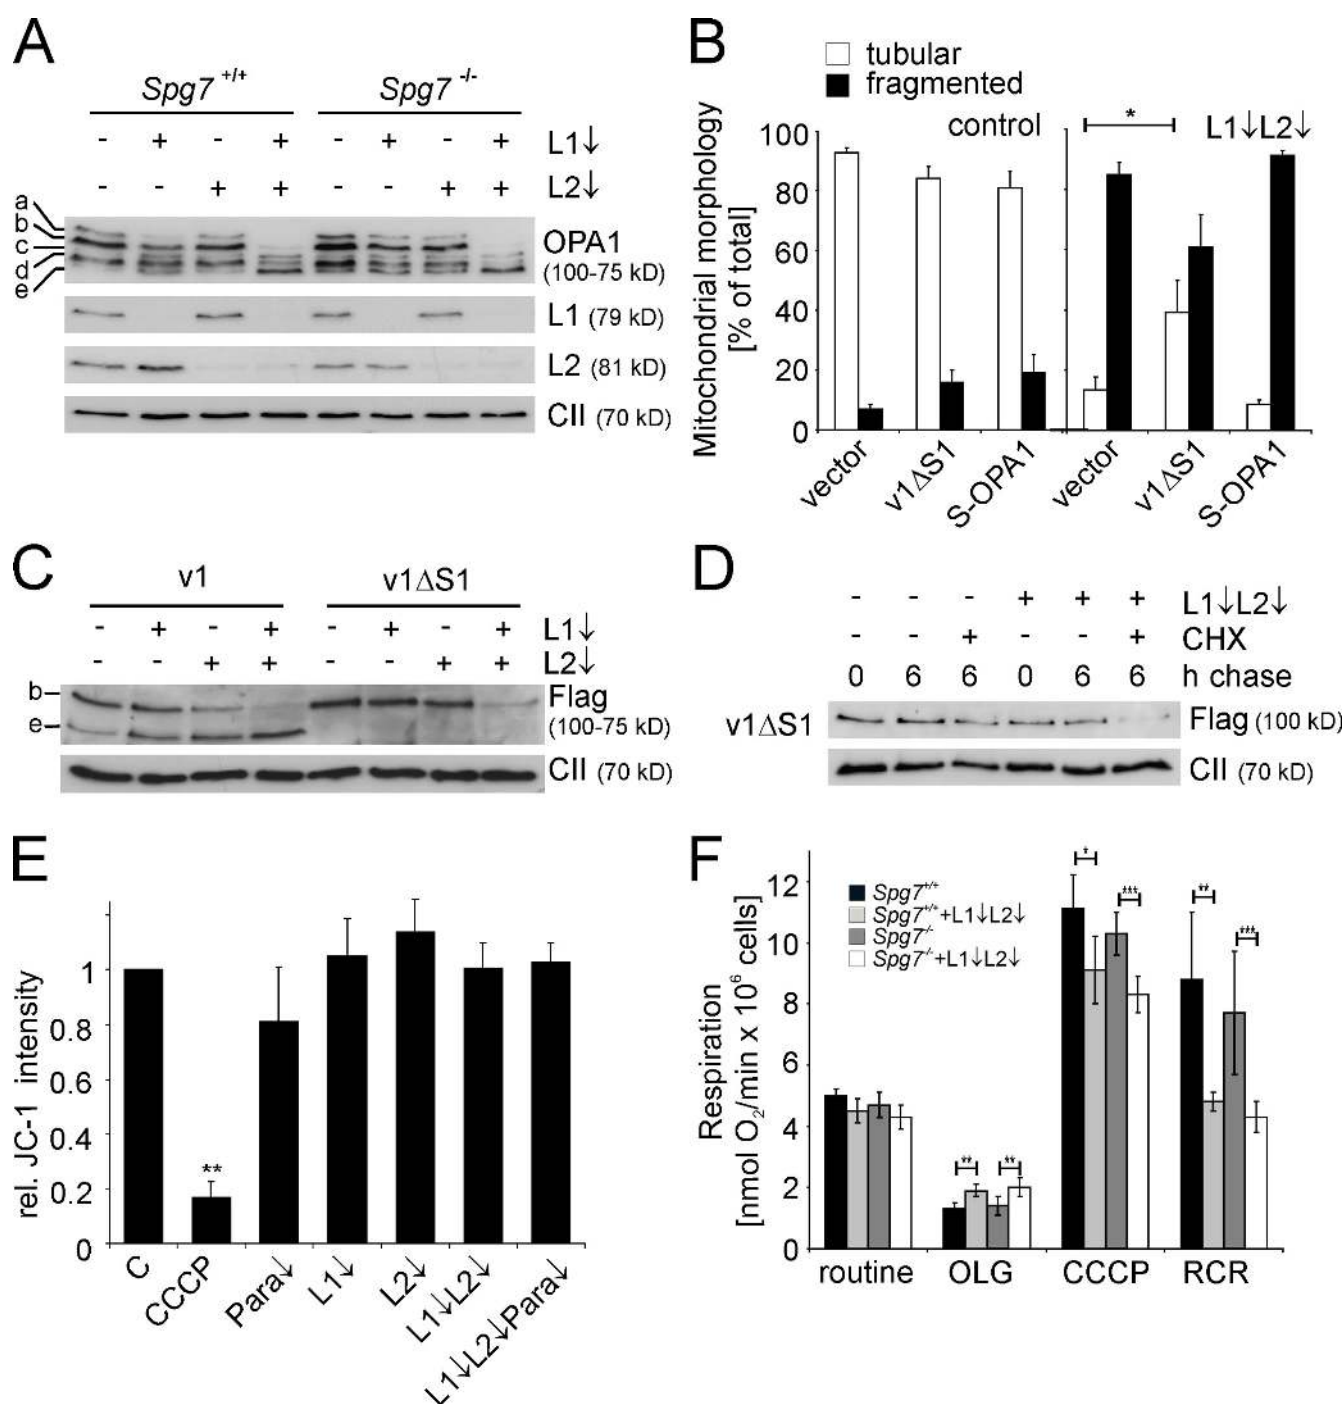 A
Spg7 +/+ Spg7 -/-
- + - + - + - + L1↓
- - + + - - + + L2↓
a
b
c
d
e
OPA1
(100-75 kD)
L1 (79 kD)
L2 (81 kD)
CII (70 kD)
B
tubular
fragmented
control
*
L1↓L2↓
Mitochondrial morphology
[% of total]
100
80
60
40
20
0
vector
v1ΔS1
S-OPA1
vector
v1ΔS1
S-OPA1
C
v1 v1ΔS1
- + - + - + - + L1↓
- - + + - - + + L2↓
b
e
Flag
(100-75 kD)
CII (70 kD)
D
- - - + + + L1↓L2↓
- - + - - + CHX
0 6 6 0 6 6 h chase
v1ΔS1
Flag (100 kD)
CII (70 kD)
E
rel. JC-1 intensity
1
0.8
0.6
0.4
0.2
0
**
C
CCCP
Para↓
L1↓
L2↓
L1↓L2↓
L1↓L2↓Para↓
F
Respiration
[nmol O2/min x 10⁶ cells]
12
10
8
6
4
2
0
Spg7+/+
Spg7+/++L1↓L2↓
Spg7-/-
Spg7-/-+L1↓L2↓
** **
* ***
** ***
routine OLG CCCP RCR